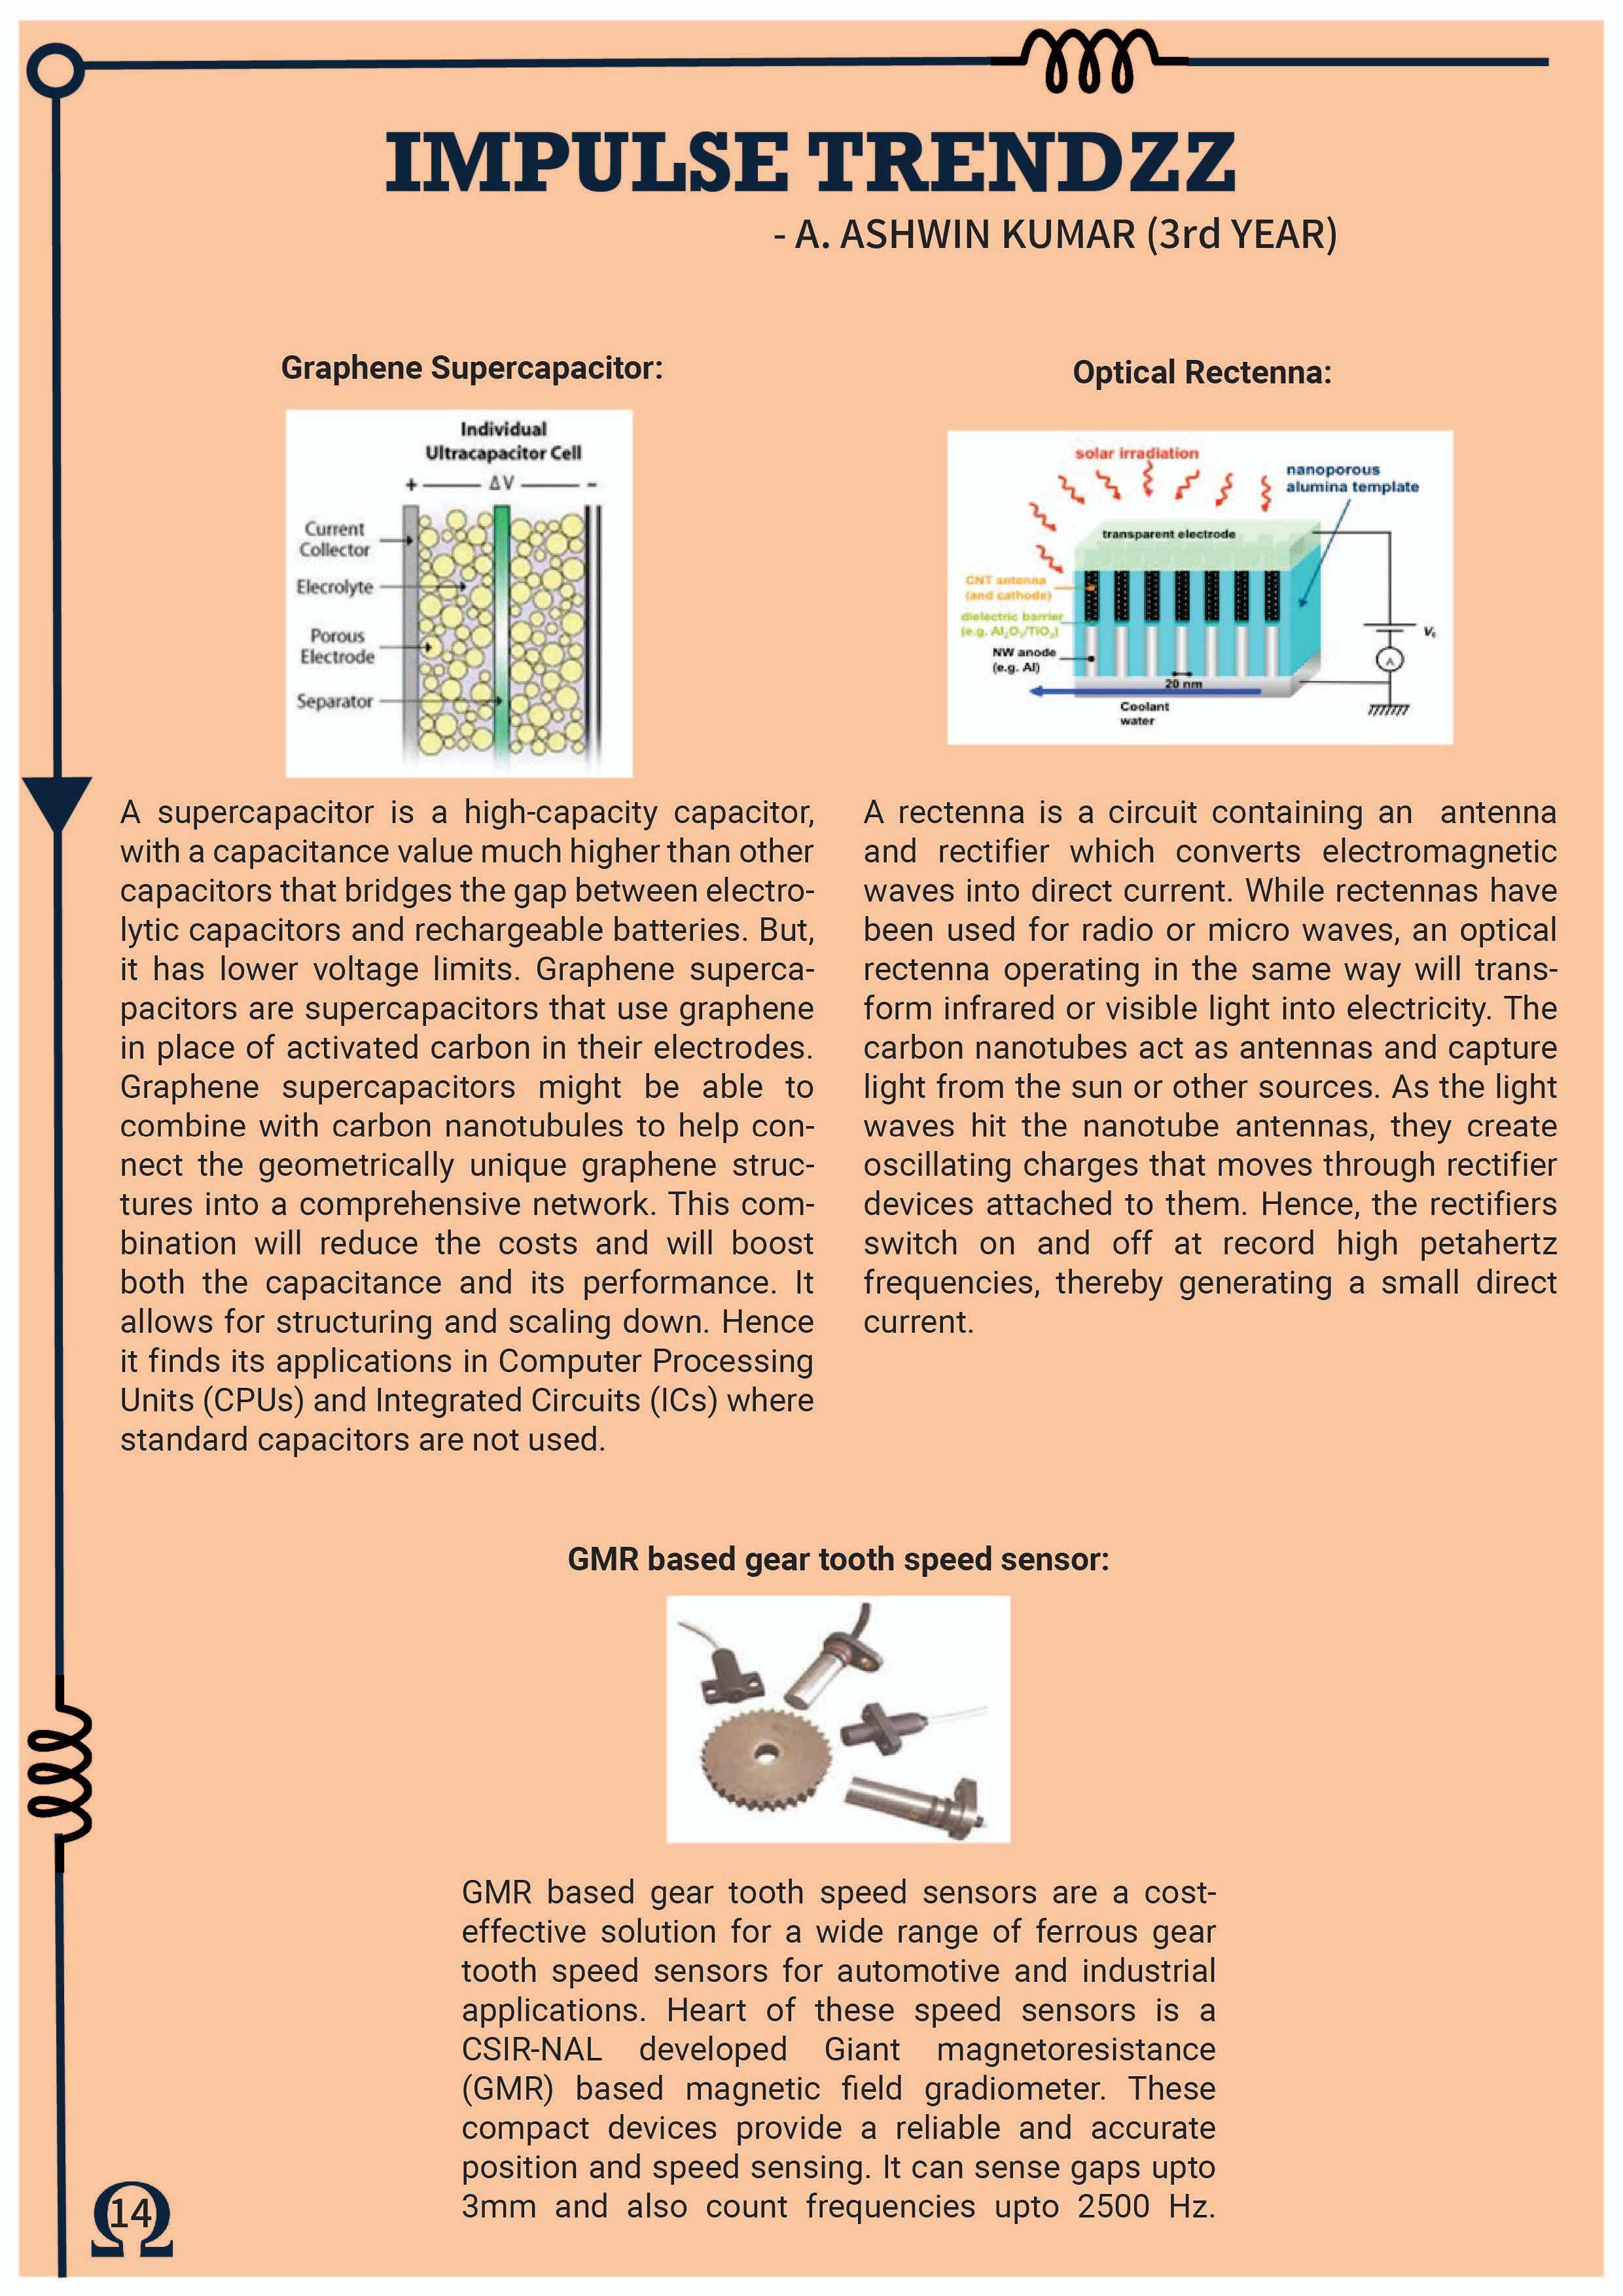 IMPULSE TRENDZZ
- A. ASHWIN KUMAR (3rd YEAR)
Graphene Supercapacitor:
Individual
Ultracapacitor Cell
+ ΔV -
Current
Collector
Elecrolyte
Porous
Electrode
Separator
A supercapacitor is a high-capacity capacitor,
with a capacitance value much higher than other
capacitors that bridges the gap between electro-
lytic capacitors and rechargeable batteries. But,
it has lower voltage limits. Graphene superca-
pacitors are supercapacitors that use graphene
in place of activated carbon in their electrodes.
Graphene supercapacitors might be able to
combine with carbon nanotubules to help con-
nect the geometrically unique graphene struc-
tures into a comprehensive network. This com-
bination will reduce the costs and will boost
both the capacitance and its performance. It
allows for structuring and scaling down. Hence
it finds its applications in Computer Processing
Units (CPUs) and Integrated Circuits (ICs) where
standard capacitors are not used.
Optical Rectenna:
solar irradiation
nanoporous
alumina template
transparent electrode
CNT antenna
(and cathode)
dielectric barrier
(e.g. Al₂O₃/TiO₂)
NW anode
(e.g. Al)
20 nm
Coolant
water
A
A rectenna is a circuit containing an antenna
and rectifier which converts electromagnetic
waves into direct current. While rectennas have
been used for radio or micro waves, an optical
rectenna operating in the same way will trans-
form infrared or visible light into electricity. The
carbon nanotubes act as antennas and capture
light from the sun or other sources. As the light
waves hit the nanotube antennas, they create
oscillating charges that moves through rectifier
devices attached to them. Hence, the rectifiers
switch on and off at record high petahertz
frequencies, thereby generating a small direct
current.
GMR based gear tooth speed sensor:
GMR based gear tooth speed sensors are a cost-
effective solution for a wide range of ferrous gear
tooth speed sensors for automotive and industrial
applications. Heart of these speed sensors is a
CSIR-NAL developed Giant magnetoresistance
(GMR) based magnetic field gradiometer. These
compact devices provide a reliable and accurate
position and speed sensing. It can sense gaps upto
3mm and also count frequencies upto 2500 Hz.
Ω
14